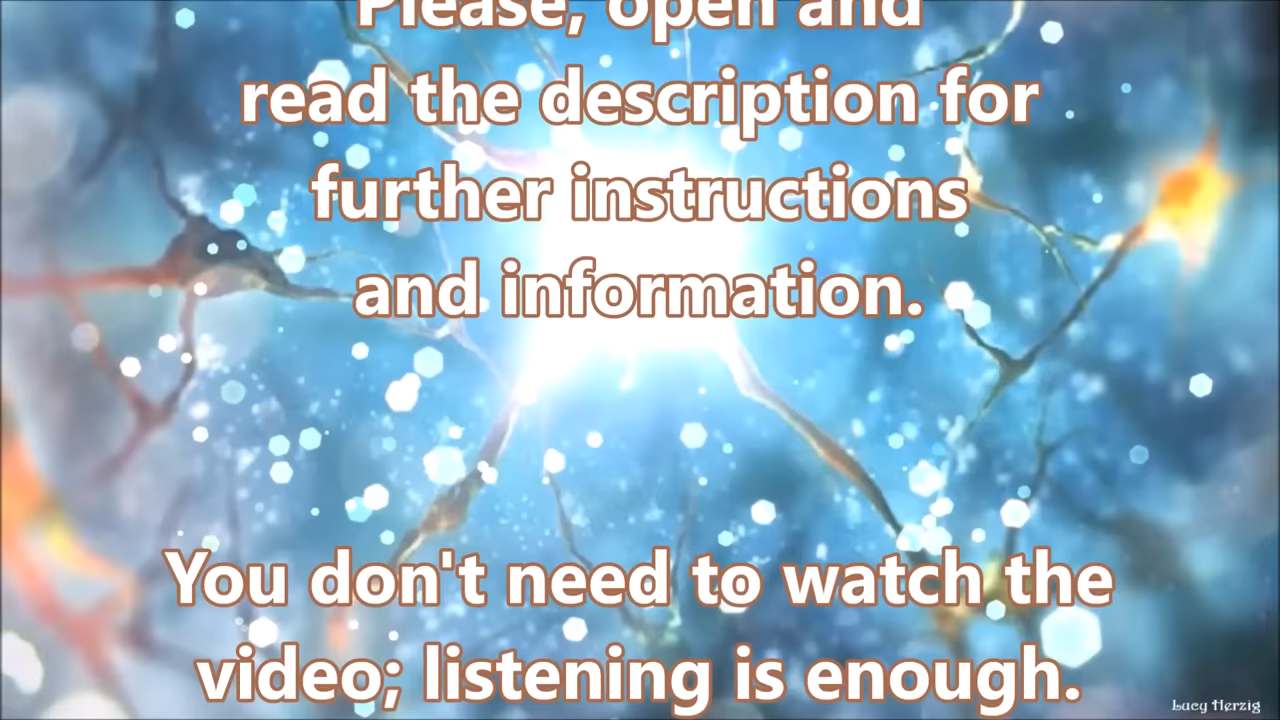 Please, open and
read the description for
further instructions
and information.
You don't need to watch the
video; listening is enough.
Lucy Herzig